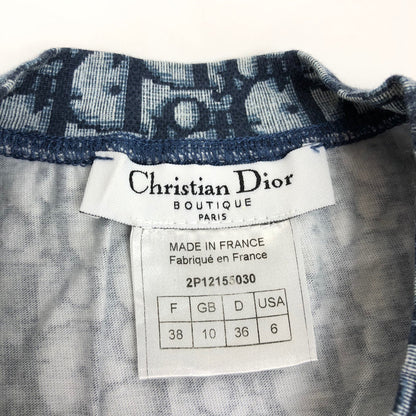 Christian Dior
BOUTIQUE
PARIS
MADE IN FRANCE
Fabriqué en France
2P12155030
F GB D USA
38 10 36 6